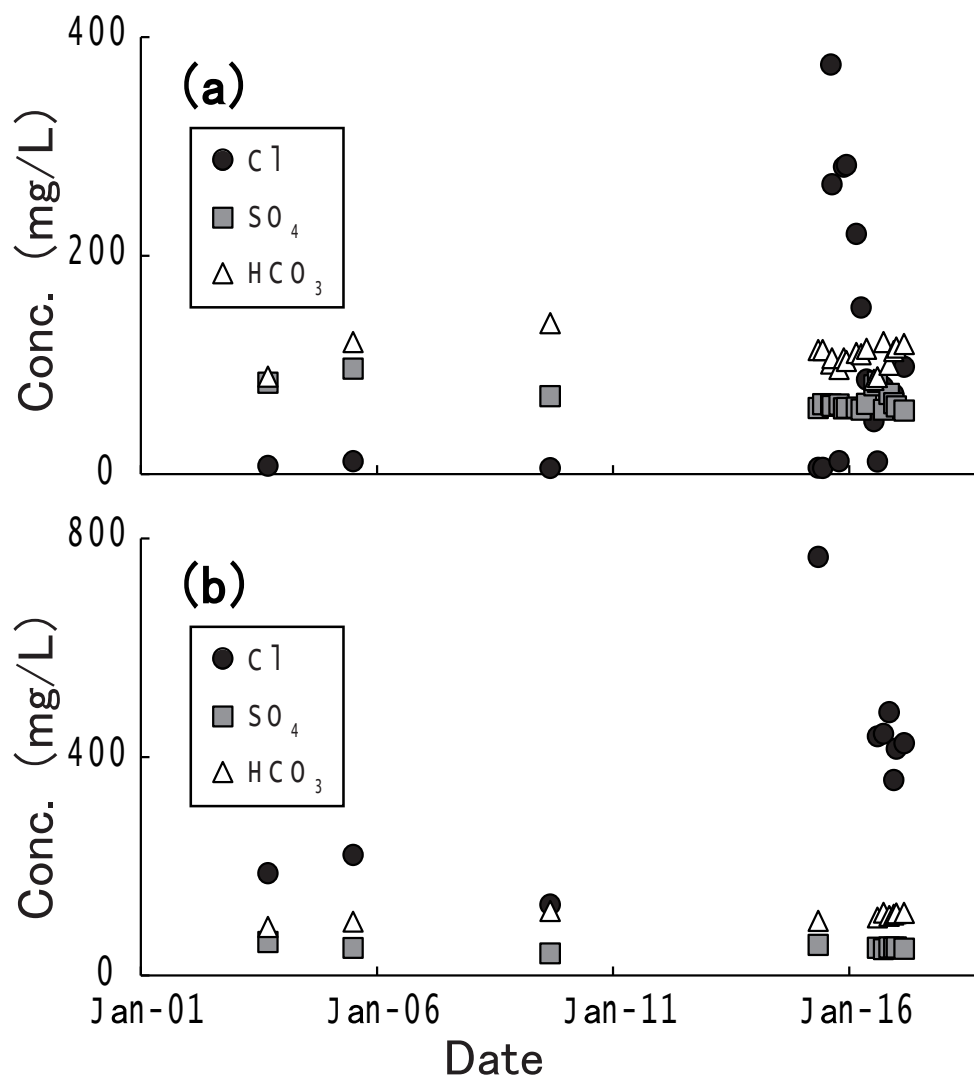 400
(a)
Cl
SO4
HCO3
200
Conc. (mg/L)
0
800
(b)
Cl
SO4
HCO3
400
Conc. (mg/L)
0
Jan-01 Jan-06 Jan-11 Jan-16
Date